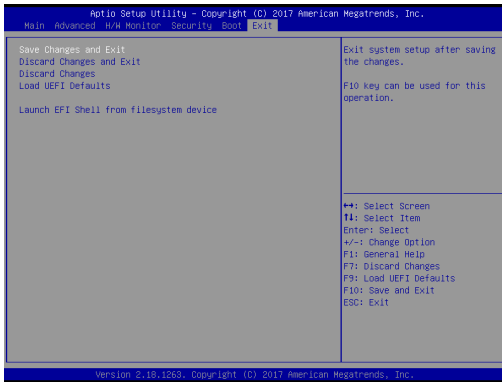 Aptio Setup Utility – Copyright (C) 2017 American Megatrends, Inc.
Main Advanced H/W Monitor Security Boot Exit
Save Changes and Exit
Discard Changes and Exit
Discard Changes
Load UEFI Defaults
Launch EFI Shell from filesystem device
Exit system setup after saving
the changes.
F10 key can be used for this
operation.
↔: Select Screen
↑↓: Select Item
Enter: Select
+/-: Change Option
F1: General Help
F7: Discard Changes
F9: Load UEFI Defaults
F10: Save and Exit
ESC: Exit
Version 2.18.1263. Copyright (C) 2017 American Megatrends, Inc.